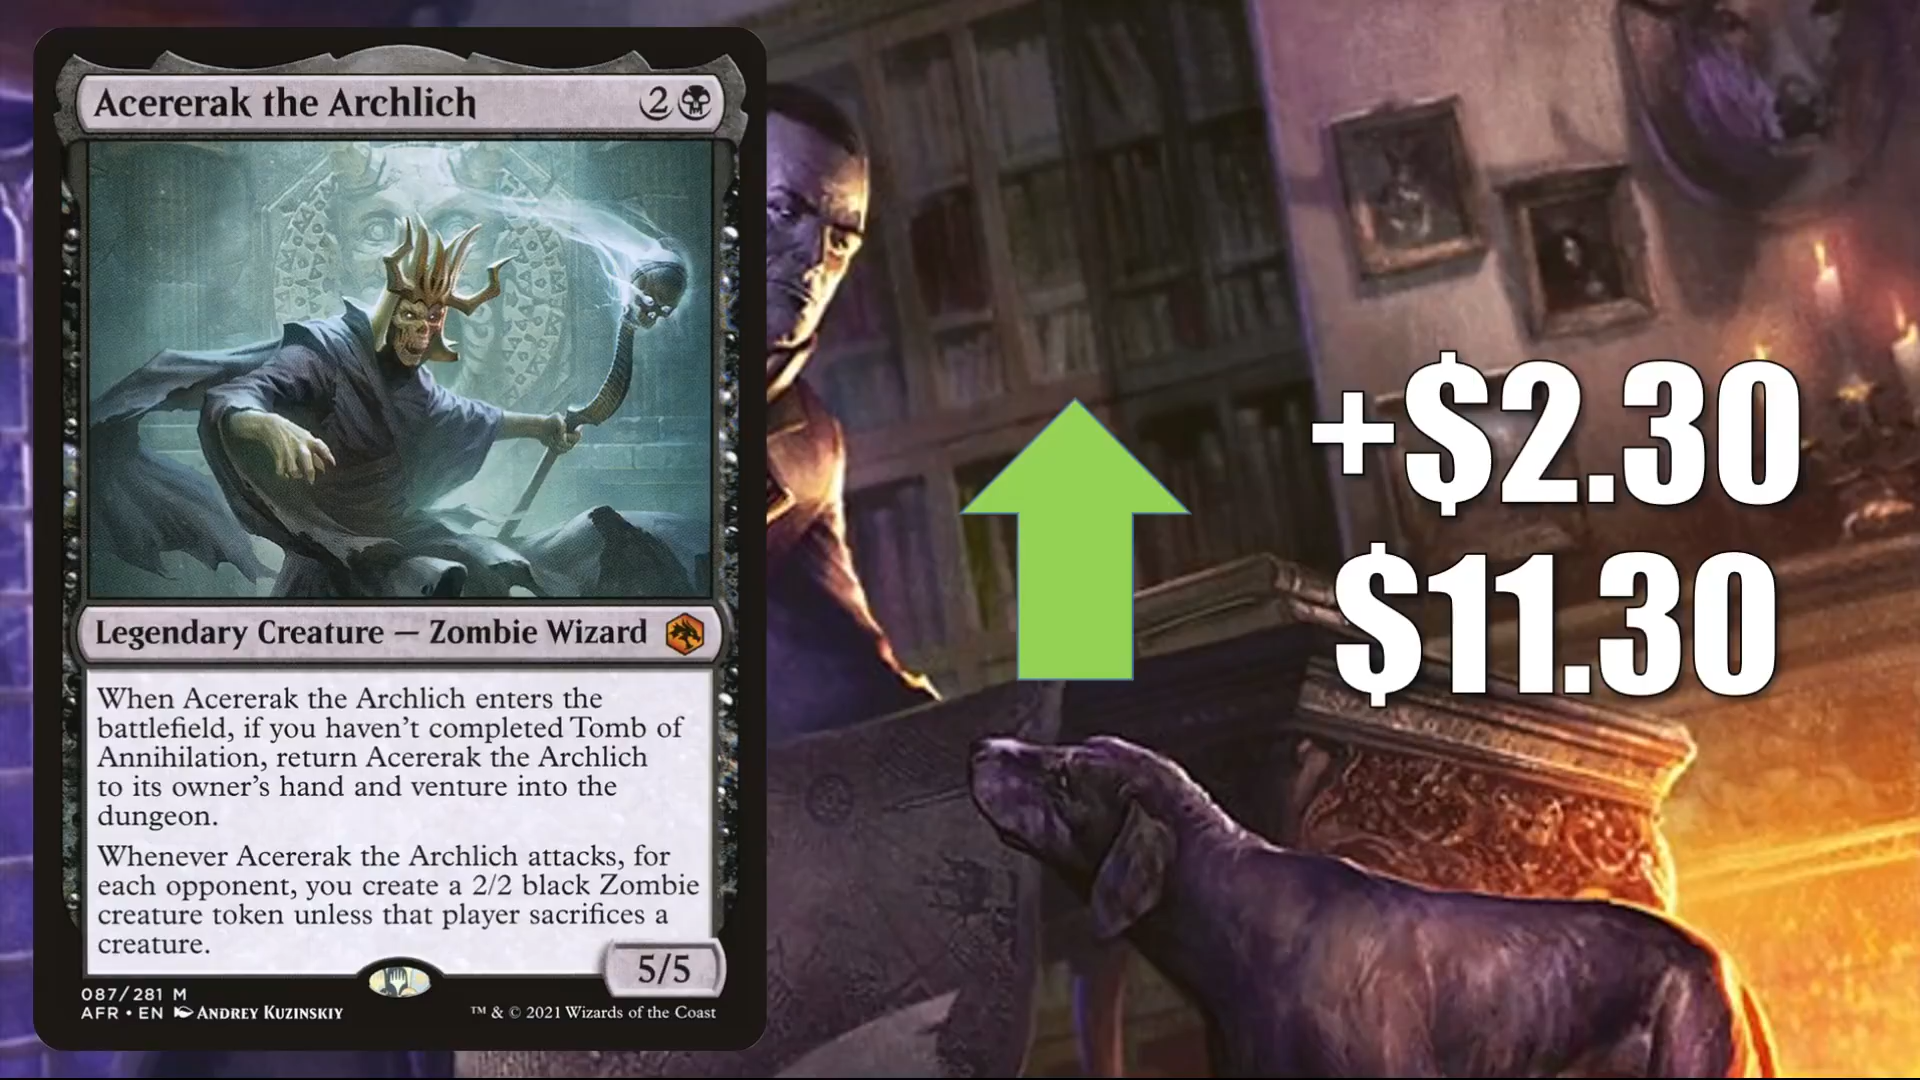 Acererak the Archlich
2
When Acererak the Archlich enters the
battlefield, if you haven't completed Tomb of
Annihilation, return Acererak the Archlich
to its owner's hand and venture into the
dungeon.
Whenever Acererak the Archlich attacks, for
each opponent, you create a 2/2 black Zombie
creature token unless that player sacrifices a
creature.
Legendary Creature — Zombie Wizard
5/5
087/281 M
AFR • EN ANDREY KUZINSKIY
™ & © 2021 Wizards of the Coast
+$2.30
$11.30